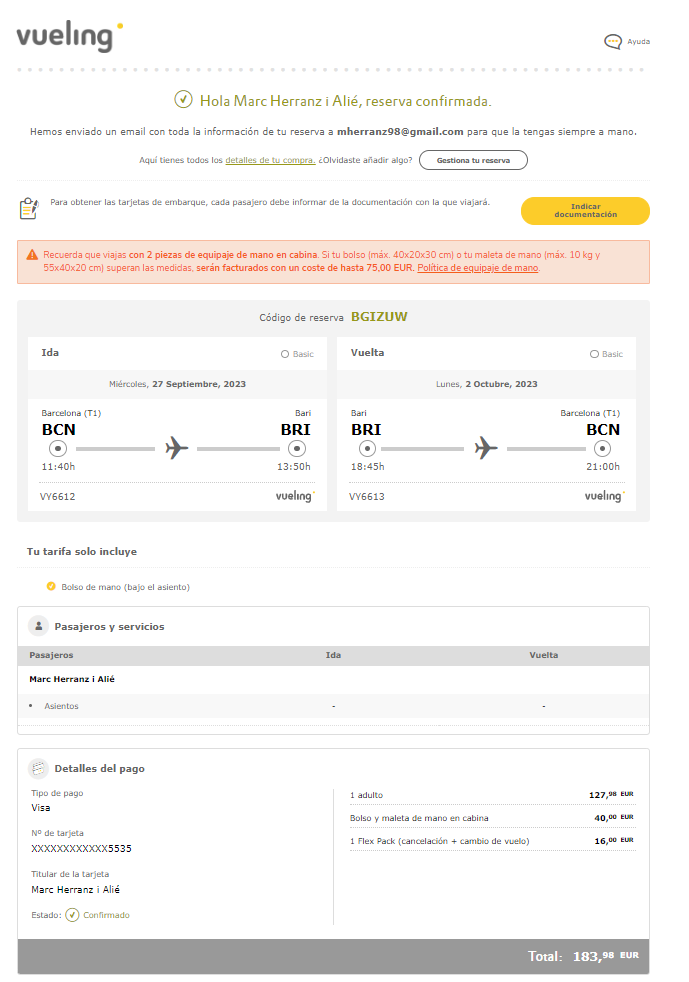 vueling
Ayuda
Hola Marc Herranz i Alié, reserva confirmada.
Hemos enviado un email con toda la información de tu reserva a mherranz98@gmail.com para que la tengas siempre a mano.
Aquí tienes todos los detalles de tu compra. ¿Olvidaste añadir algo? Gestiona tu reserva
Para obtener las tarjetas de embarque, cada pasajero debe informar de la documentación con la que viajará.
Indicar
documentación
Recuerda que viajas con 2 piezas de equipaje de mano en cabina. Si tu bolso (máx. 40x20x30 cm) o tu maleta de mano (máx. 10 kg y
55x40x20 cm) superan las medidas, serán facturados con un coste de hasta 75,00 EUR. Política de equipaje de mano.
Código de reserva BGIZUW
Ida Basic
Miércoles, 27 Septiembre, 2023
Barcelona (T1) Bari
BCN BRI
11:40h 13:50h
VY6612 vueling
Vuelta Basic
Lunes, 2 Octubre, 2023
Bari Barcelona (T1)
BRI BCN
18:45h 21:00h
VY6613 vueling
Tu tarifa solo incluye
Bolso de mano (bajo el asiento)
Pasajeros y servicios
Pasajeros Ida Vuelta
Marc Herranz i Alié
• Asientos - -
Detalles del pago
Tipo de pago
Visa
Nº de tarjeta
XXXXXXXXXXXX5535
Titular de la tarjeta
Marc Herranz i Alié
Estado: Confirmado
1 adulto 127,98 EUR
Bolso y maleta de mano en cabina 40,00 EUR
1 Flex Pack (cancelación + cambio de vuelo) 16,00 EUR
Total: 183,98 EUR